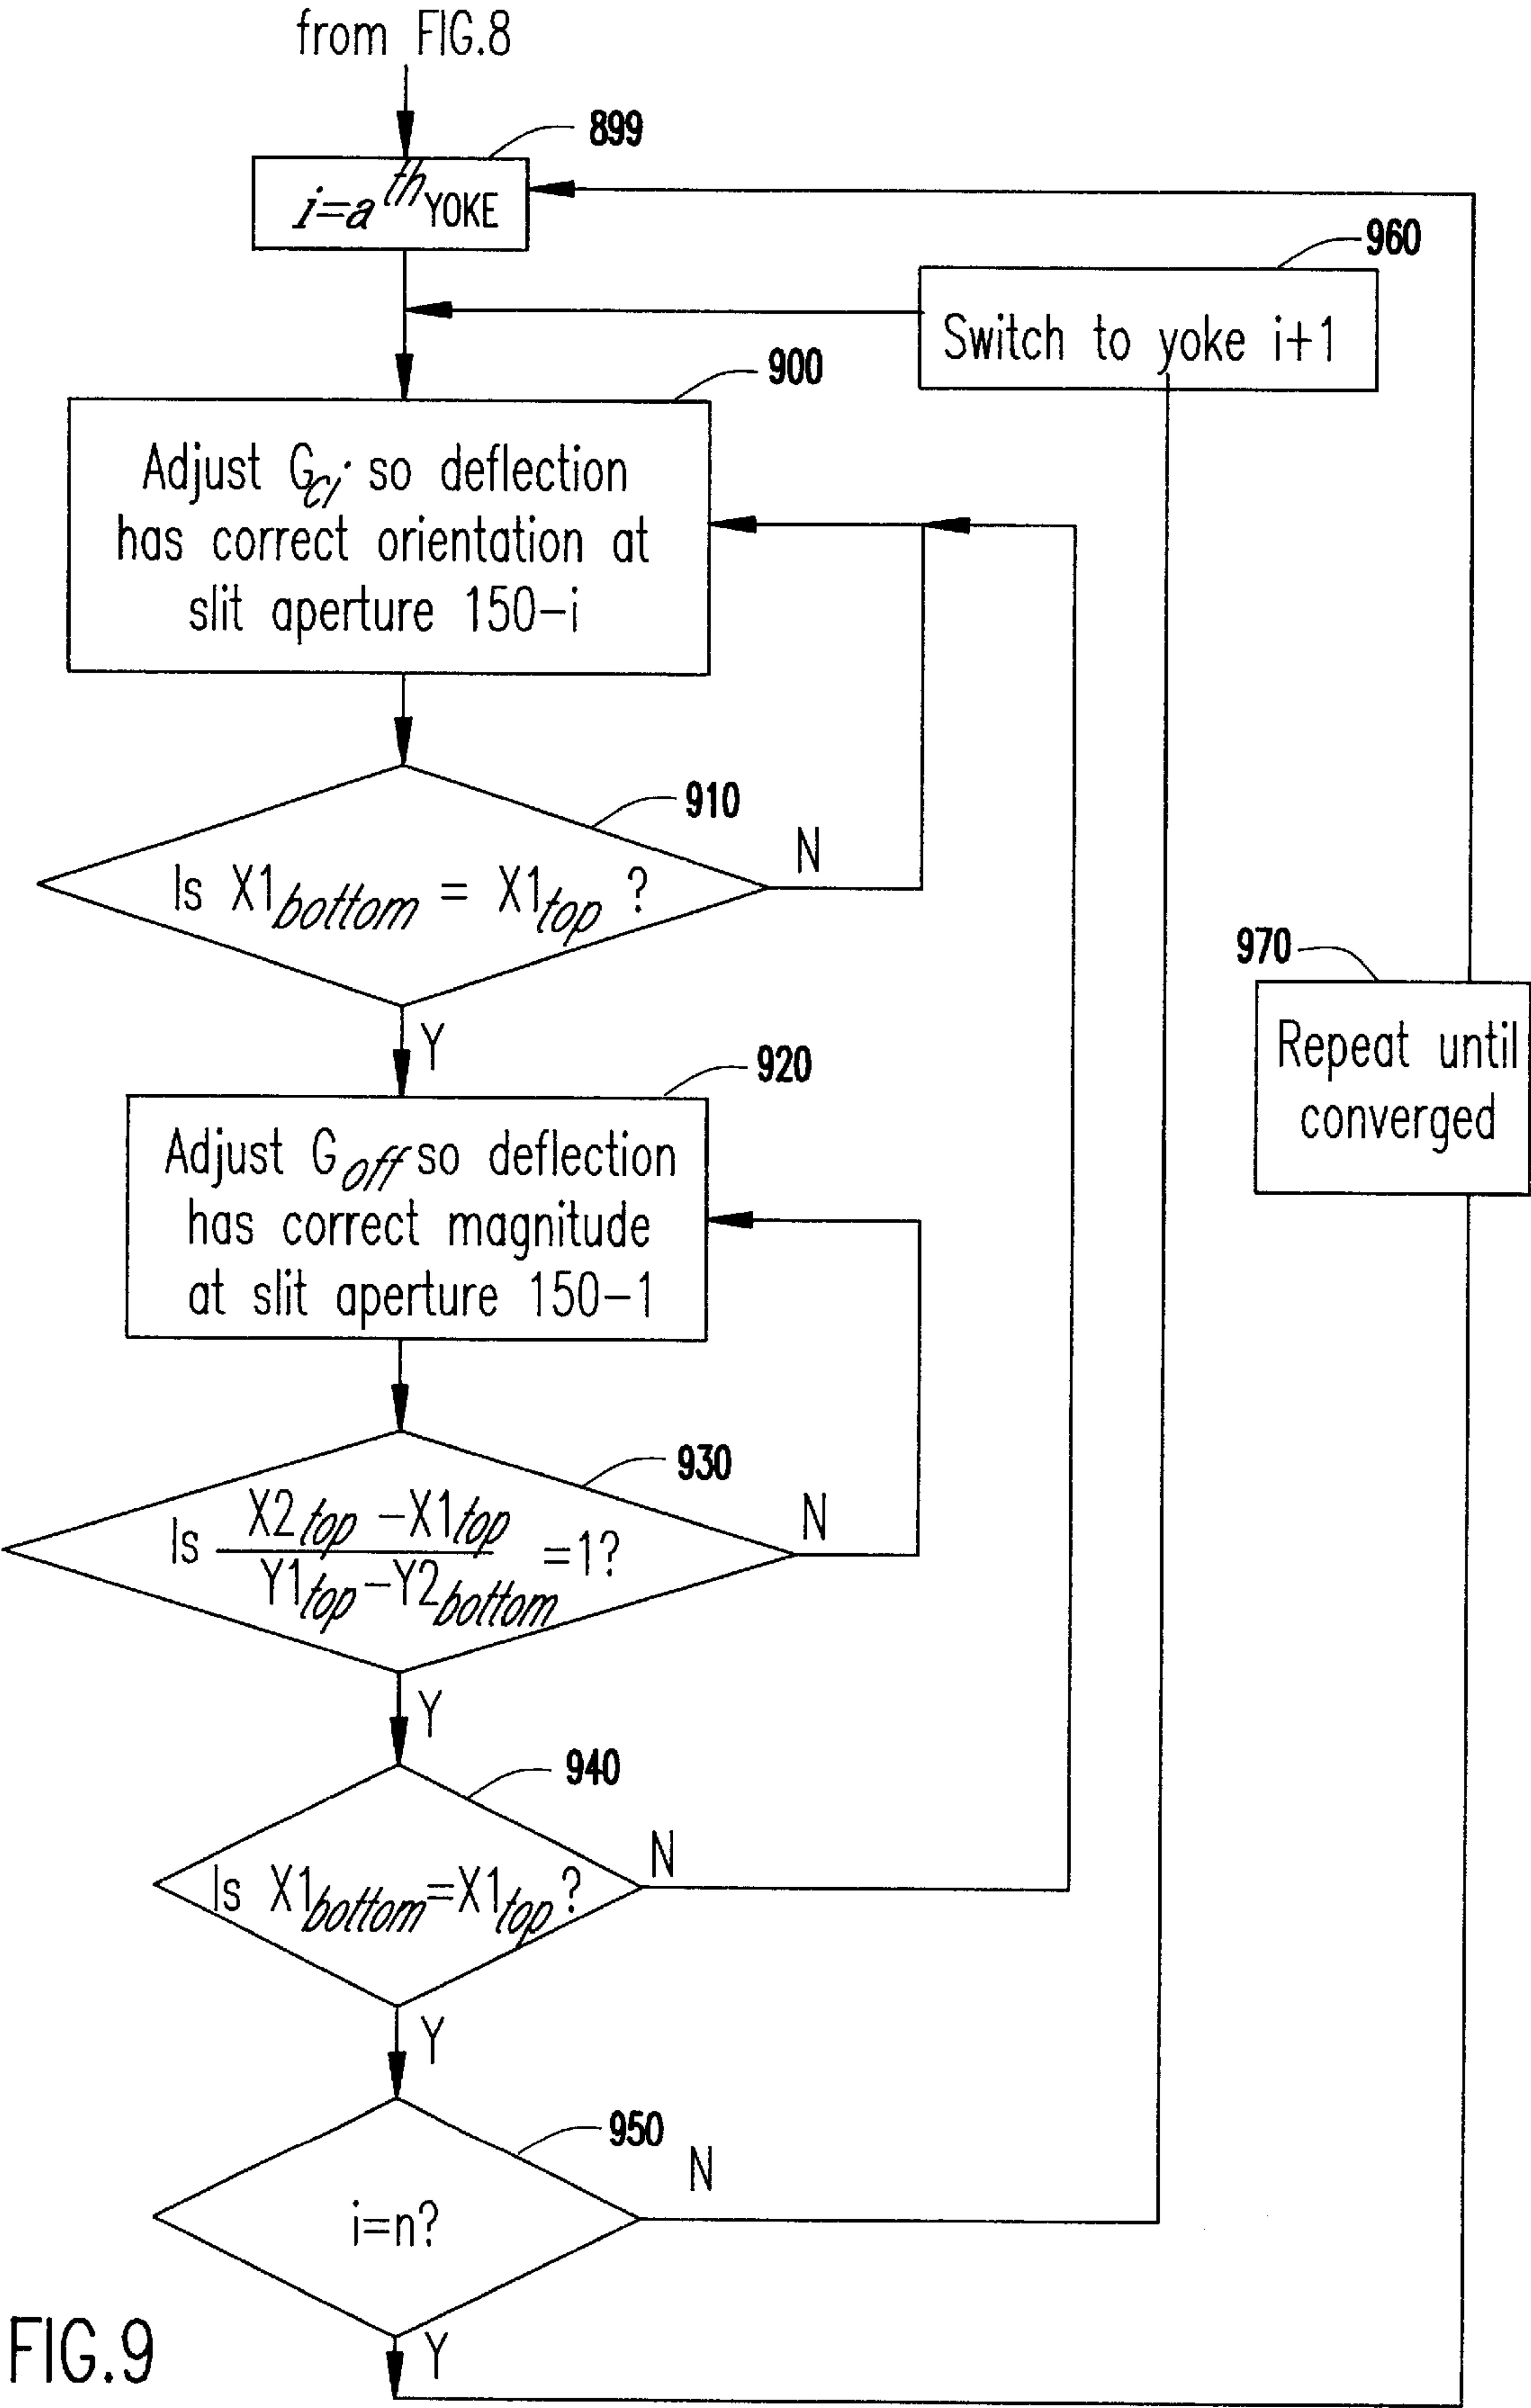 from FIG.8
899
i=a th YOKE
960
Switch to yoke i+1
900
Adjust Gci so deflection
has correct orientation at
slit aperture 150-i
910
N
Is X1bottom = X1top ?
970
Y
Repeat until
converged
920
Adjust Goff so deflection
has correct magnitude
at slit aperture 150-1
930
N
Is X2top -X1top
Y1top-Y2bottom =1?
Y
940
N
Is X1bottom=X1top?
Y
950
N
i=n?
Y
FIG.9